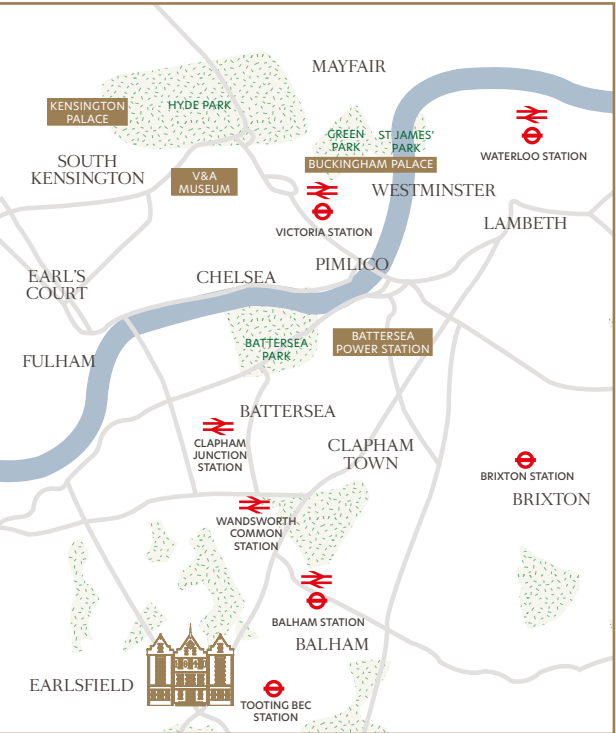 MAYFAIR
KENSINGTON
PALACE
HYDE PARK
GREEN
PARK
ST JAMES'
PARK
WATERLOO STATION
SOUTH
KENSINGTON
V&A
MUSEUM
BUCKINGHAM PALACE
WESTMINSTER
VICTORIA STATION
LAMBETH
EARL'S
COURT
CHELSEA
PIMLICO
FULHAM
BATTERSEA
PARK
BATTERSEA
POWER STATION
BATTERSEA
CLAPHAM
JUNCTION
STATION
CLAPHAM
TOWN
BRIXTON STATION
BRIXTON
WANDSWORTH
COMMON
STATION
BALHAM STATION
BALHAM
EARLSFIELD
TOOTING BEC
STATION